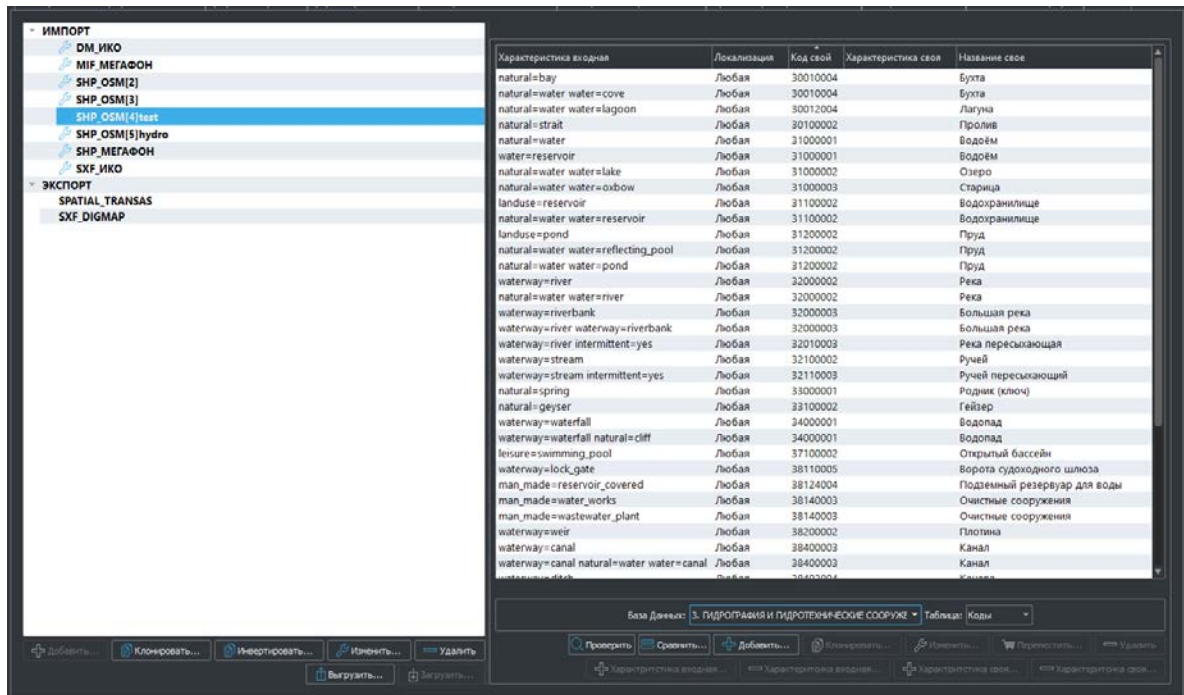 ИМПОРТ
DM_ИКО
MIF_МЕГАФОН
SHP_OSM[2]
SHP_OSM[3]
SHP_OSM[4]test
SHP_OSM[5]hydro
SHP_МЕГАФОН
SXF_ИКО
ЭКСПОРТ
SPATIAL_TRANSAS
SXF_DIGMAP
Добавить...
Клонировать...
Инвертировать...
Изменить...
Удалить
Выгрузить...
Загрузить...
Характеристика входная Локализация Код свой Характеристика своя Название свое
natural=bay Любая 30010004 Бухта
natural=water water=cove Любая 30010004 Бухта
natural=water water=lagoon Любая 30012004 Лагуна
natural=strait Любая 30100002 Пролив
natural=water Любая 31000001 Водоём
water=reservoir Любая 31000001 Водоём
natural=water water=lake Любая 31000002 Озеро
natural=water water=oxbow Любая 31000003 Старица
landuse=reservoir Любая 31100002 Водохранилище
natural=water water=reservoir Любая 31100002 Водохранилище
landuse=pond Любая 31200002 Пруд
natural=water water=reflecting_pool Любая 31200002 Пруд
natural=water water=pond Любая 31200002 Пруд
waterway=river Любая 32000002 Река
natural=water water=river Любая 32000002 Река
waterway=riverbank Любая 32000003 Большая река
waterway=river waterway=riverbank Любая 32000003 Большая река
waterway=river intermittent=yes Любая 32010003 Река пересыхающая
waterway=stream Любая 32100002 Ручей
waterway=stream intermittent=yes Любая 32110003 Ручей пересыхающий
natural=spring Любая 33000001 Родник (ключ)
natural=geyser Любая 33100002 Гейзер
waterway=waterfall Любая 34000001 Водопад
waterway=waterfall natural=cliff Любая 34000001 Водопад
leisure=swimming_pool Любая 37100002 Открытый бассейн
waterway=lock_gate Любая 38110005 Ворота судоходного шлюза
man_made=reservoir_covered Любая 38124004 Подземный резервуар для воды
man_made=water_works Любая 38140003 Очистные сооружения
man_made=wastewater_plant Любая 38140003 Очистные сооружения
waterway=weir Любая 38200002 Плотина
waterway=canal Любая 38400003 Канал
waterway=canal natural=water water=canal Любая 38400003 Канал
База Данных: 3. ГИДРОГРАФИЯ И ГИДРОТЕХНИЧЕСКИЕ СООРУЖЕ Таблица: Коды
Проверить Сравнить... Добавить... Клонировать... Изменить... Переместить... Удалить
Характеристика входная... Характеристика входная... Характеристика своя... Характеристика своя...